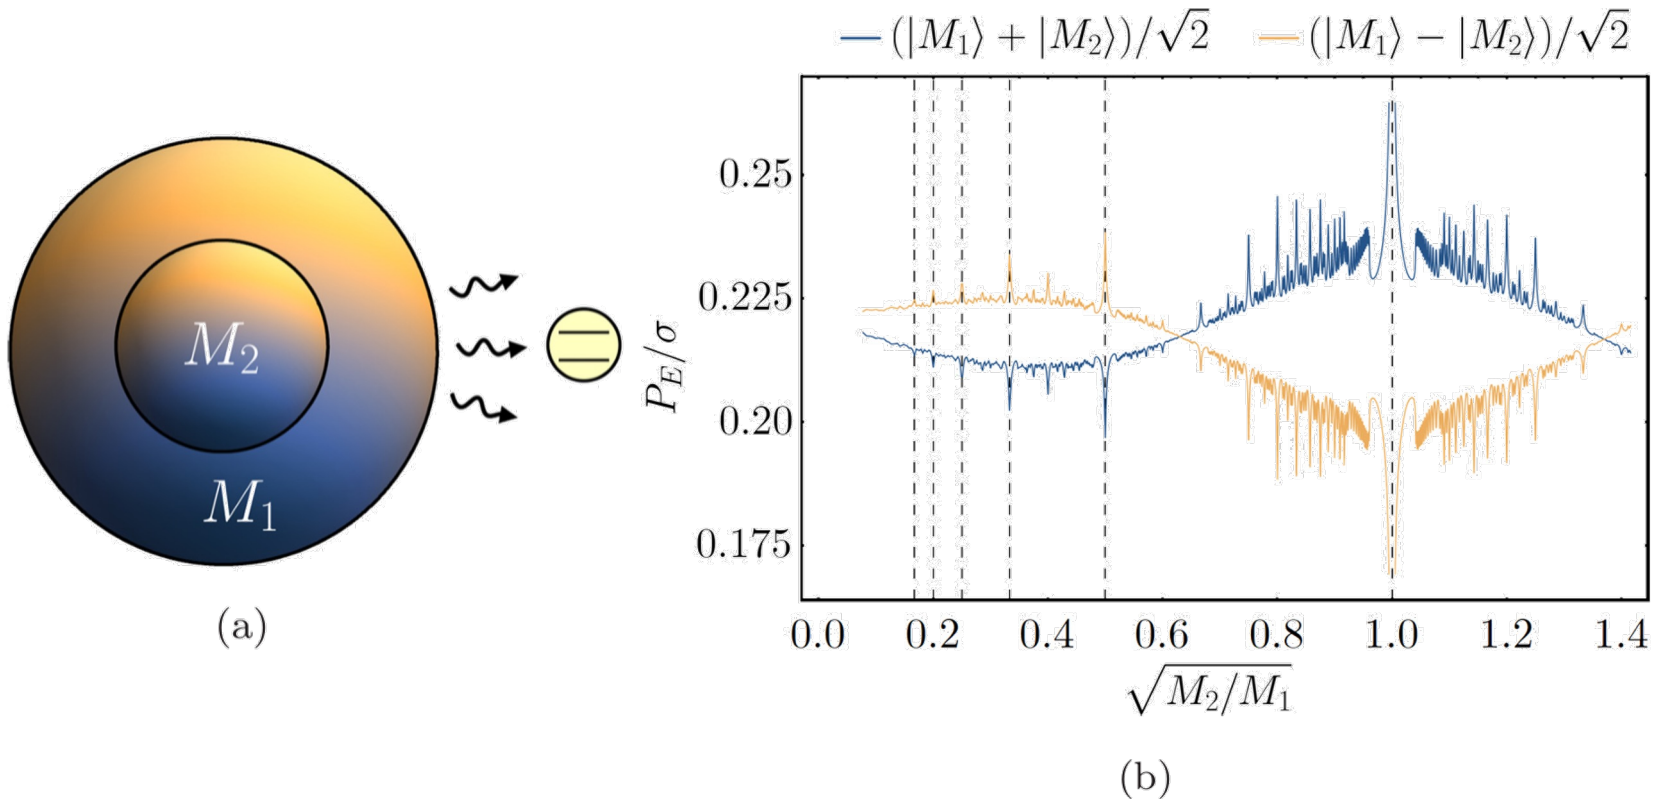 (|M₁⟩ + |M₂⟩)/√2 (|M₁⟩ − |M₂⟩)/√2
M₂
M₁
(a)
P_E/σ
0.25
0.225
0.20
0.175
0.0 0.2 0.4 0.6 0.8 1.0 1.2 1.4
√M₂/M₁
(b)